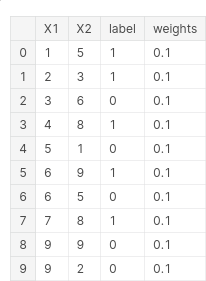 X1 X2 label weights
0 1 5 1 0.1
1 2 3 1 0.1
2 3 6 0 0.1
3 4 8 1 0.1
4 5 1 0 0.1
5 6 9 1 0.1
6 6 5 0 0.1
7 7 8 1 0.1
8 9 9 0 0.1
9 9 2 0 0.1